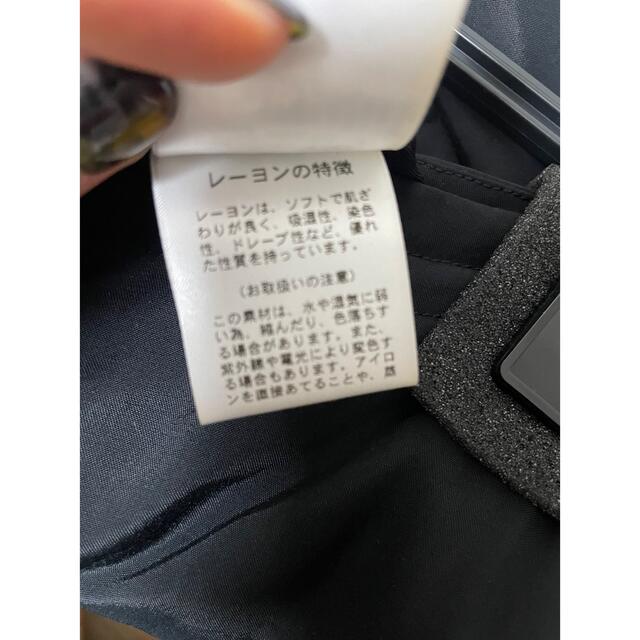 レーヨンの特徴
レーヨンは、ソフトで肌ざ
わりが良く、吸湿性、染色
性、ドレープ性など、優れ
た性質を持っています。
（お取扱いの注意）
この素材は、水や湿気に弱
い為、縮んだり、色落ちす
る場合があります。また、
紫外線や電光により変色す
る場合もあります。アイロ
ンを直接あてることや、蒸